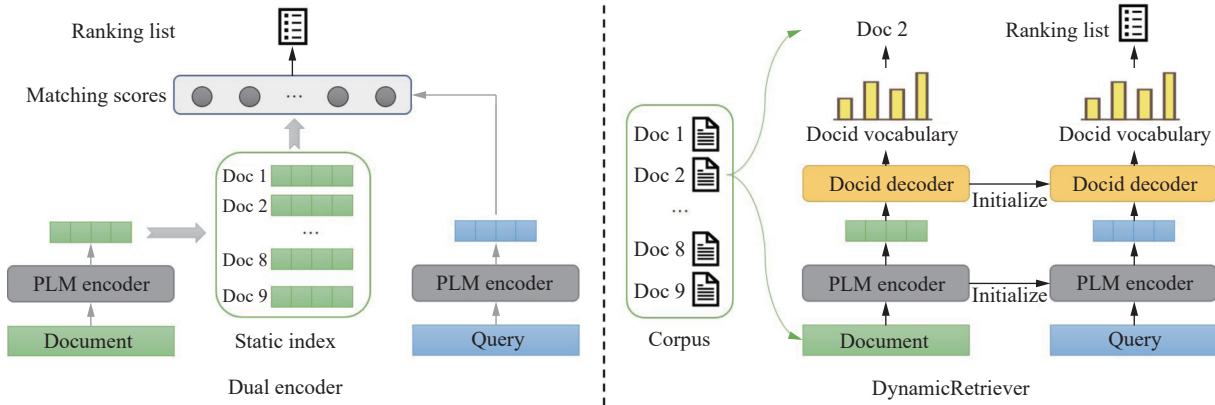 Ranking list
Matching scores
...
Doc 1
Doc 2
...
Doc 8
Doc 9
PLM encoder
PLM encoder
Document
Static index
Query
Dual encoder
Doc 2
Ranking list
Docid vocabulary
Docid vocabulary
Doc 1
Doc 2
...
Doc 8
Doc 9
Corpus
Docid decoder
Initialize
Docid decoder
PLM encoder
Initialize
PLM encoder
Document
Query
DynamicRetriever